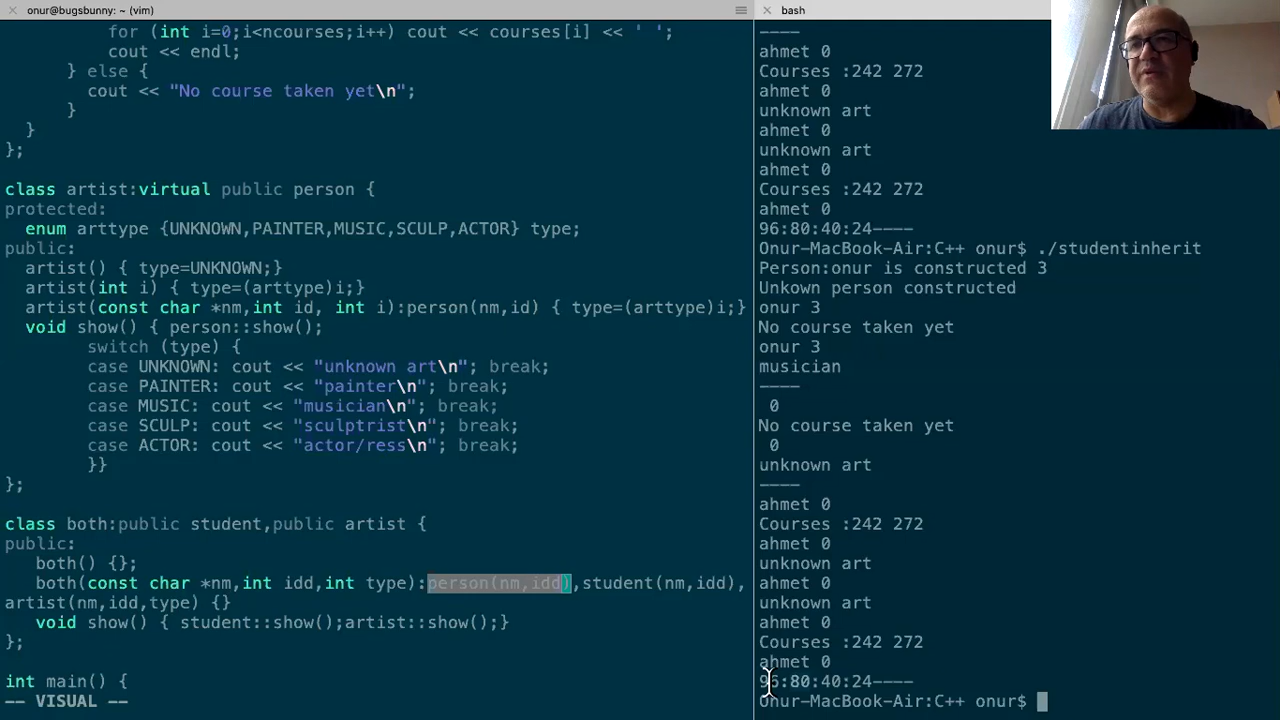 onur@bugsbunny: ~ (vim)
for (int i=0;i<ncourses;i++) cout << courses[i] << ' ';
cout << endl;
} else {
cout << "No course taken yet\n";
}
}
};
class artist:virtual public person {
protected:
enum arttype {UNKNOWN,PAINTER,MUSIC,SCULP,ACTOR} type;
public:
artist() { type=UNKNOWN;}
artist(int i) { type=(arttype)i;}
artist(const char *nm,int id, int i):person(nm,id) { type=(arttype)i;}
void show() { person::show();
switch (type) {
case UNKNOWN: cout << "unknown art\n"; break;
case PAINTER: cout << "painter\n"; break;
case MUSIC: cout << "musician\n"; break;
case SCULP: cout << "sculptrist\n"; break;
case ACTOR: cout << "actor/ress\n"; break;
}}
};
class both:public student,public artist {
public:
both() {};
both(const char *nm,int idd,int type):person(nm,idd),student(nm,idd),
artist(nm,idd,type) {}
void show() { student::show();artist::show();}
};
int main() {
-- VISUAL --
bash
----
ahmet 0
Courses :242 272
ahmet 0
unknown art
ahmet 0
unknown art
ahmet 0
Courses :242 272
ahmet 0
96:80:40:24----
Onur-MacBook-Air:C++ onur$ ./studentinherit
Person:onur is constructed 3
Unkown person constructed
onur 3
No course taken yet
onur 3
musician
----
0
No course taken yet
0
unknown art
----
ahmet 0
Courses :242 272
ahmet 0
unknown art
ahmet 0
unknown art
ahmet 0
Courses :242 272
ahmet 0
96:80:40:24----
Onur-MacBook-Air:C++ onur$